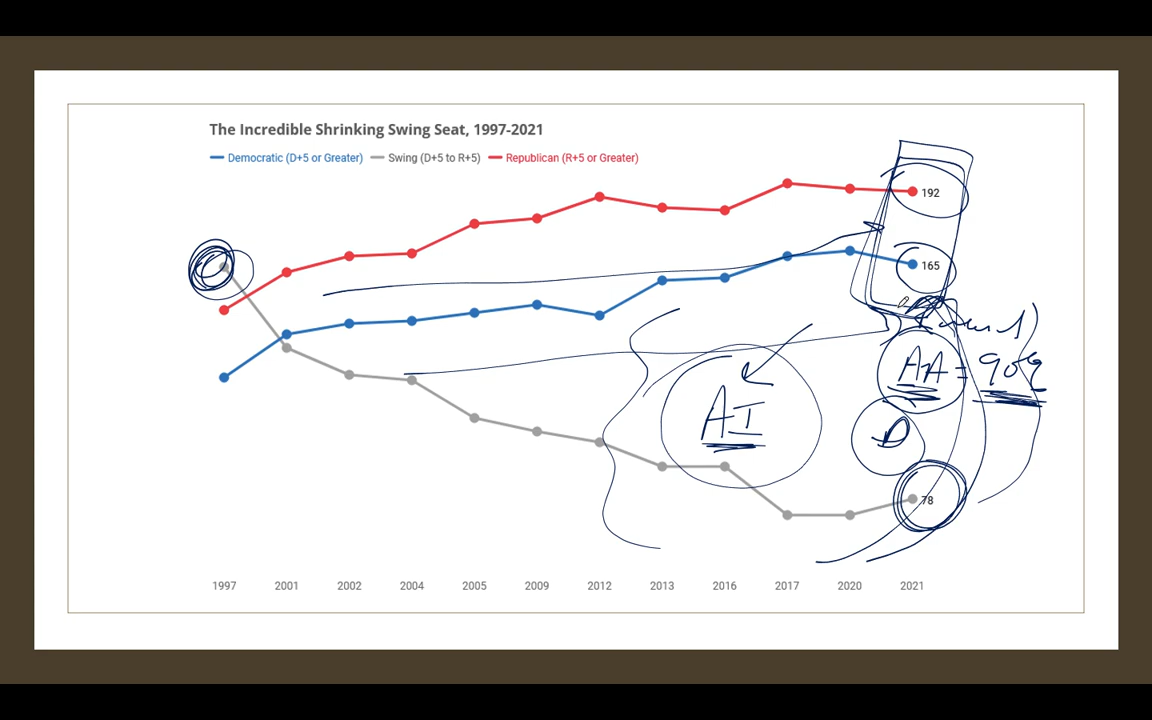 The Incredible Shrinking Swing Seat, 1997-2021
Democratic (D+5 or Greater) Swing (D+5 to R+5) Republican (R+5 or Greater)
192
165
AA = 90%
AI
D
78
1997 2001 2002 2004 2005 2009 2012 2013 2016 2017 2020 2021